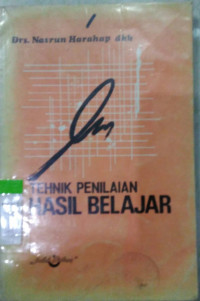 Drs. Nasrun Harahap dkk
TEHNIK PENILAIAN
HASIL BELAJAR